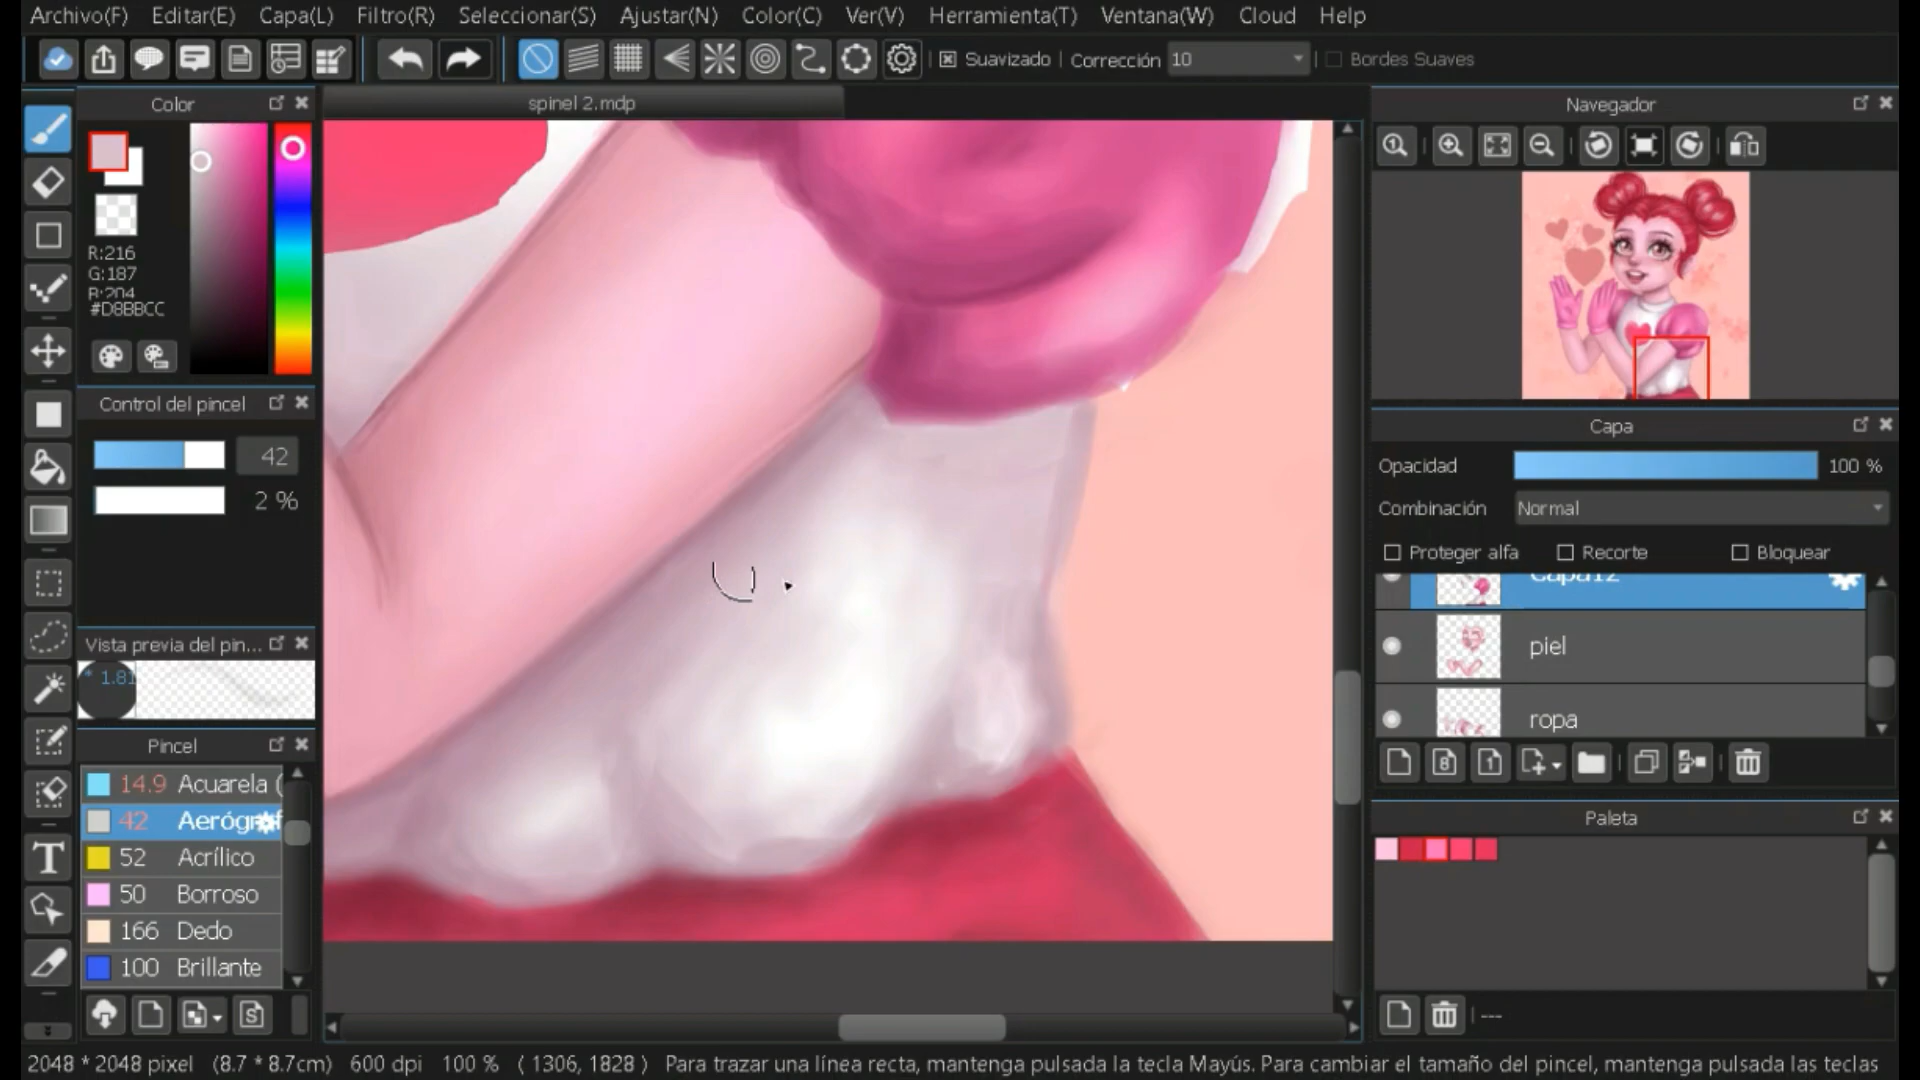 Archivo(F) Editar(E) Capa(L) Filtro(R) Seleccionar(S) Ajustar(N) Color(C) Ver(V) Herramienta(T) Ventana(W) Cloud Help
Suavizado Corrección 10 Bordes Suaves
Color
spinel 2.mdp
Navegador
R:216
G:187
B:204
#D8BBCC
Control del pincel
42
2 %
Capa
Opacidad 100 %
Combinación Normal
Proteger alfa Recorte Bloquear
Capa12
piel
ropa
Vista previa del pin...
* 1.81
Pincel
14.9 Acuarela (
42
52 Acrílico
50 Borroso
166 Dedo
100 Brillante
Paleta
---
2048 * 2048 pixel (8.7 * 8.7cm) 600 dpi 100 % ( 1306, 1828 ) Para trazar una línea recta, mantenga pulsada la tecla Mayús. Para cambiar el tamaño del pincel, mantenga pulsada las teclas